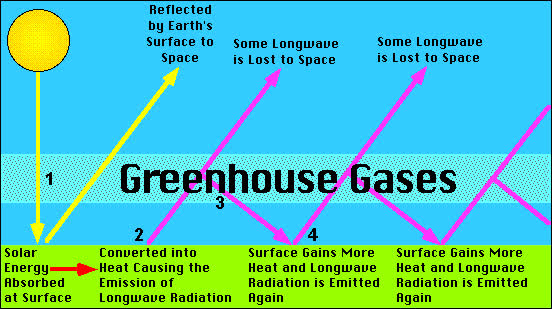 Reflected
by Earth's
Surface to
Space
Some Longwave
is Lost to Space
Some Longwave
is Lost to Space
1
Greenhouse Gases
3
2
4
Solar
Energy
Absorbed
at Surface
Converted into
Heat Causing the
Emission of
Longwave Radiation
Surface Gains More
Heat and Longwave
Radiation is Emitted
Again
Surface Gains More
Heat and Longwave
Radiation is Emitted
Again